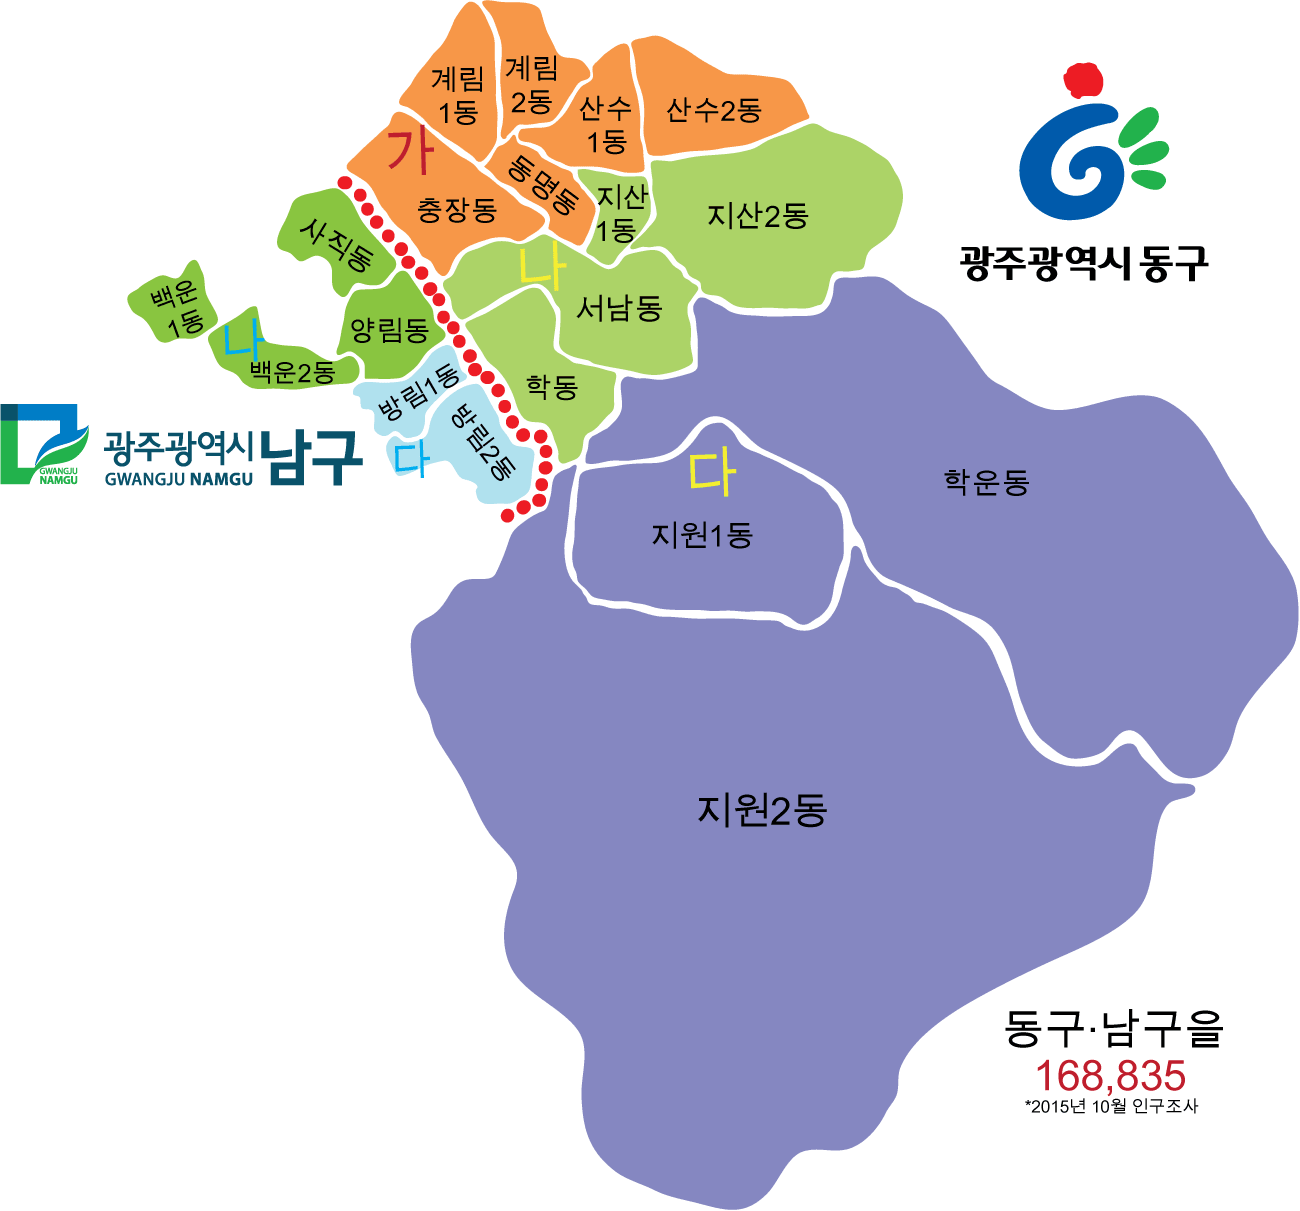 계림
1동
계림
2동
산수
1동
산수2동
가
동명동
충장동
지산
1동
지산2동
광주광역시 동구
사직동
나
백운
1동
양림동
서남동
나
백운2동
방림1동
학동
방림2동
다
광주광역시 남구
GWANGJU NAMGU
GWANGJU
NAMGU
다
학운동
지원1동
지원2동
동구·남구을
168,835
*2015년 10월 인구조사